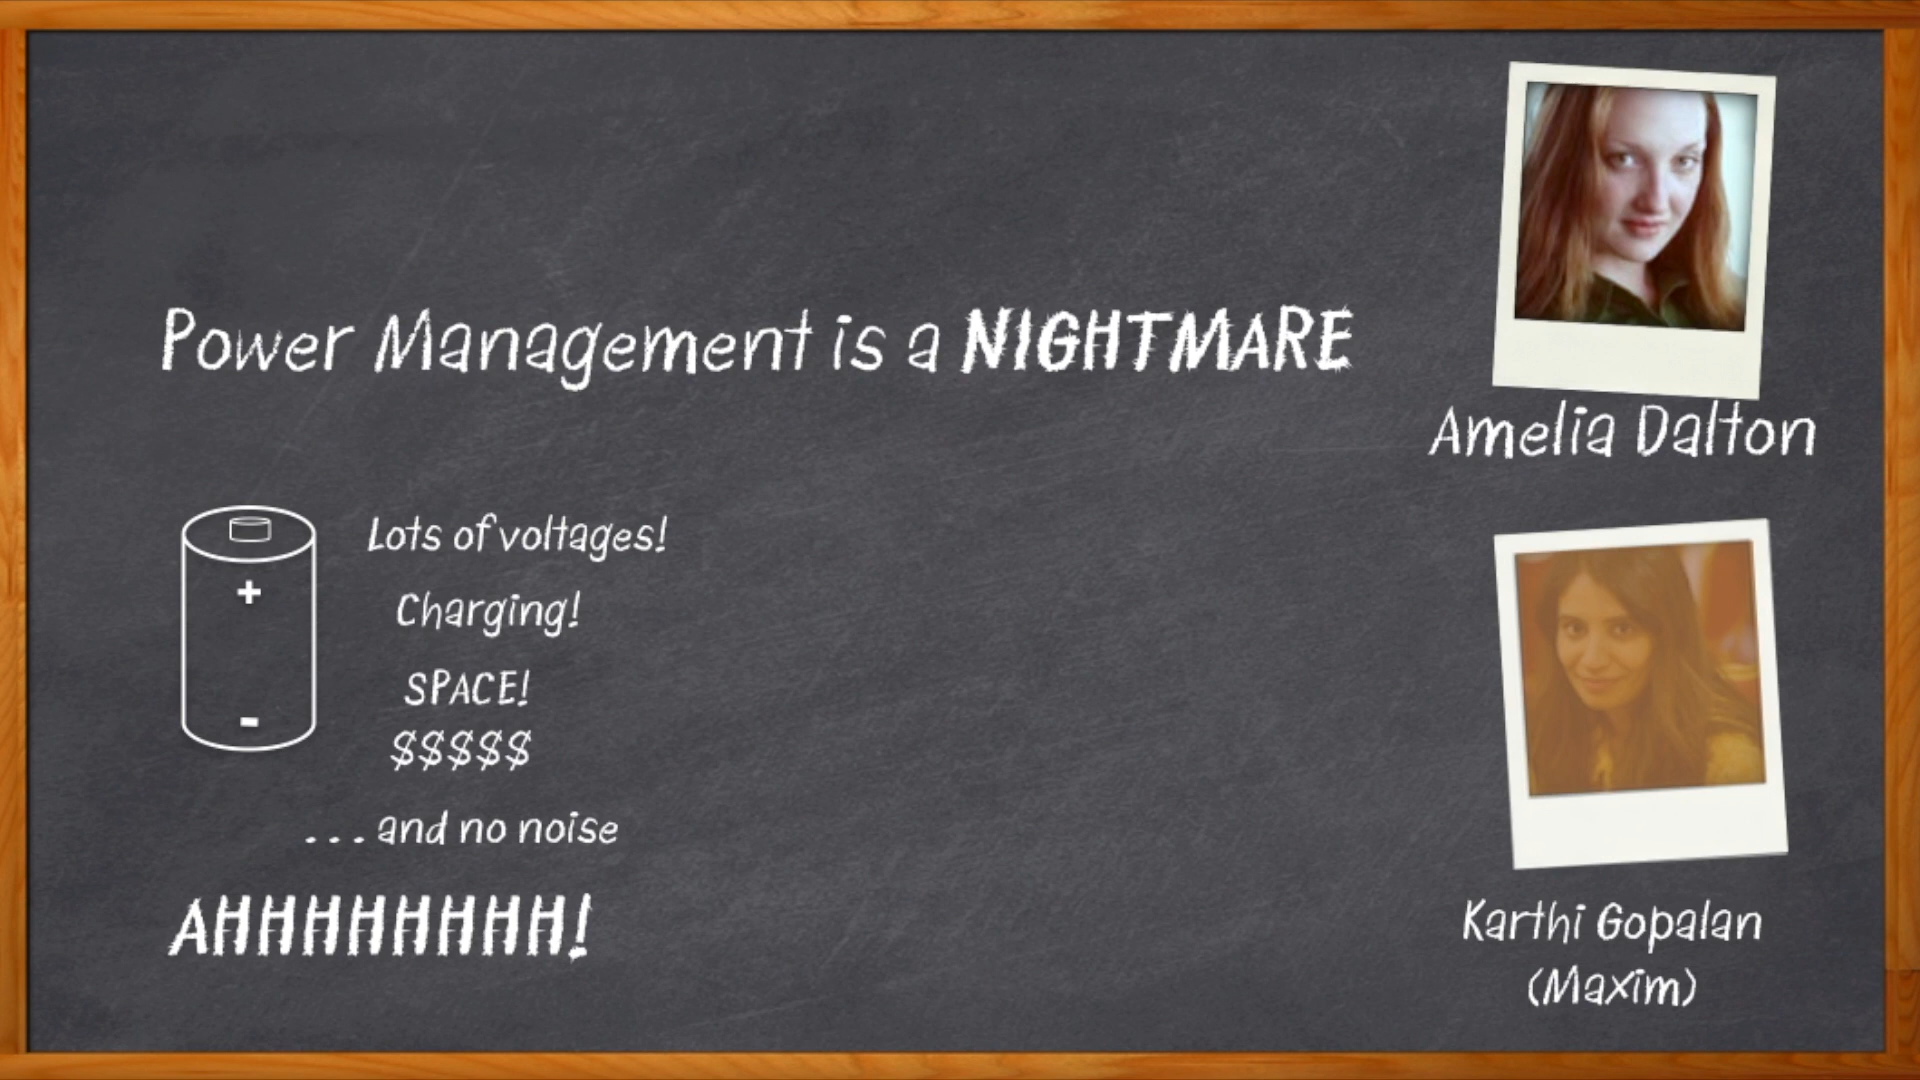 Power Management is a NIGHTMARE
Amelia Dalton
+
-
Lots of voltages!
Charging!
SPACE!
$$$$$
... and no noise
AHHHHHHHH!
Karthi Gopalan
(Maxim)